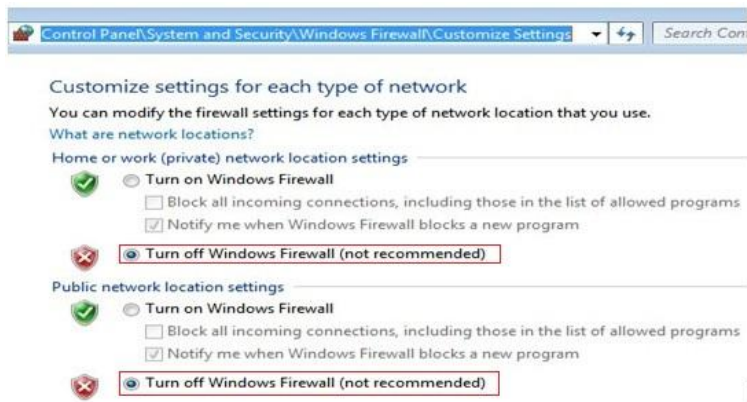 Control Panel\System and Security\Windows Firewall\Customize Settings
Search Con
Customize settings for each type of network
You can modify the firewall settings for each type of network location that you use.
What are network locations?
Home or work (private) network location settings
Turn on Windows Firewall
Block all incoming connections, including those in the list of allowed programs
Notify me when Windows Firewall blocks a new program
Turn off Windows Firewall (not recommended)
Public network location settings
Turn on Windows Firewall
Block all incoming connections, including those in the list of allowed programs
Notify me when Windows Firewall blocks a new program
Turn off Windows Firewall (not recommended)